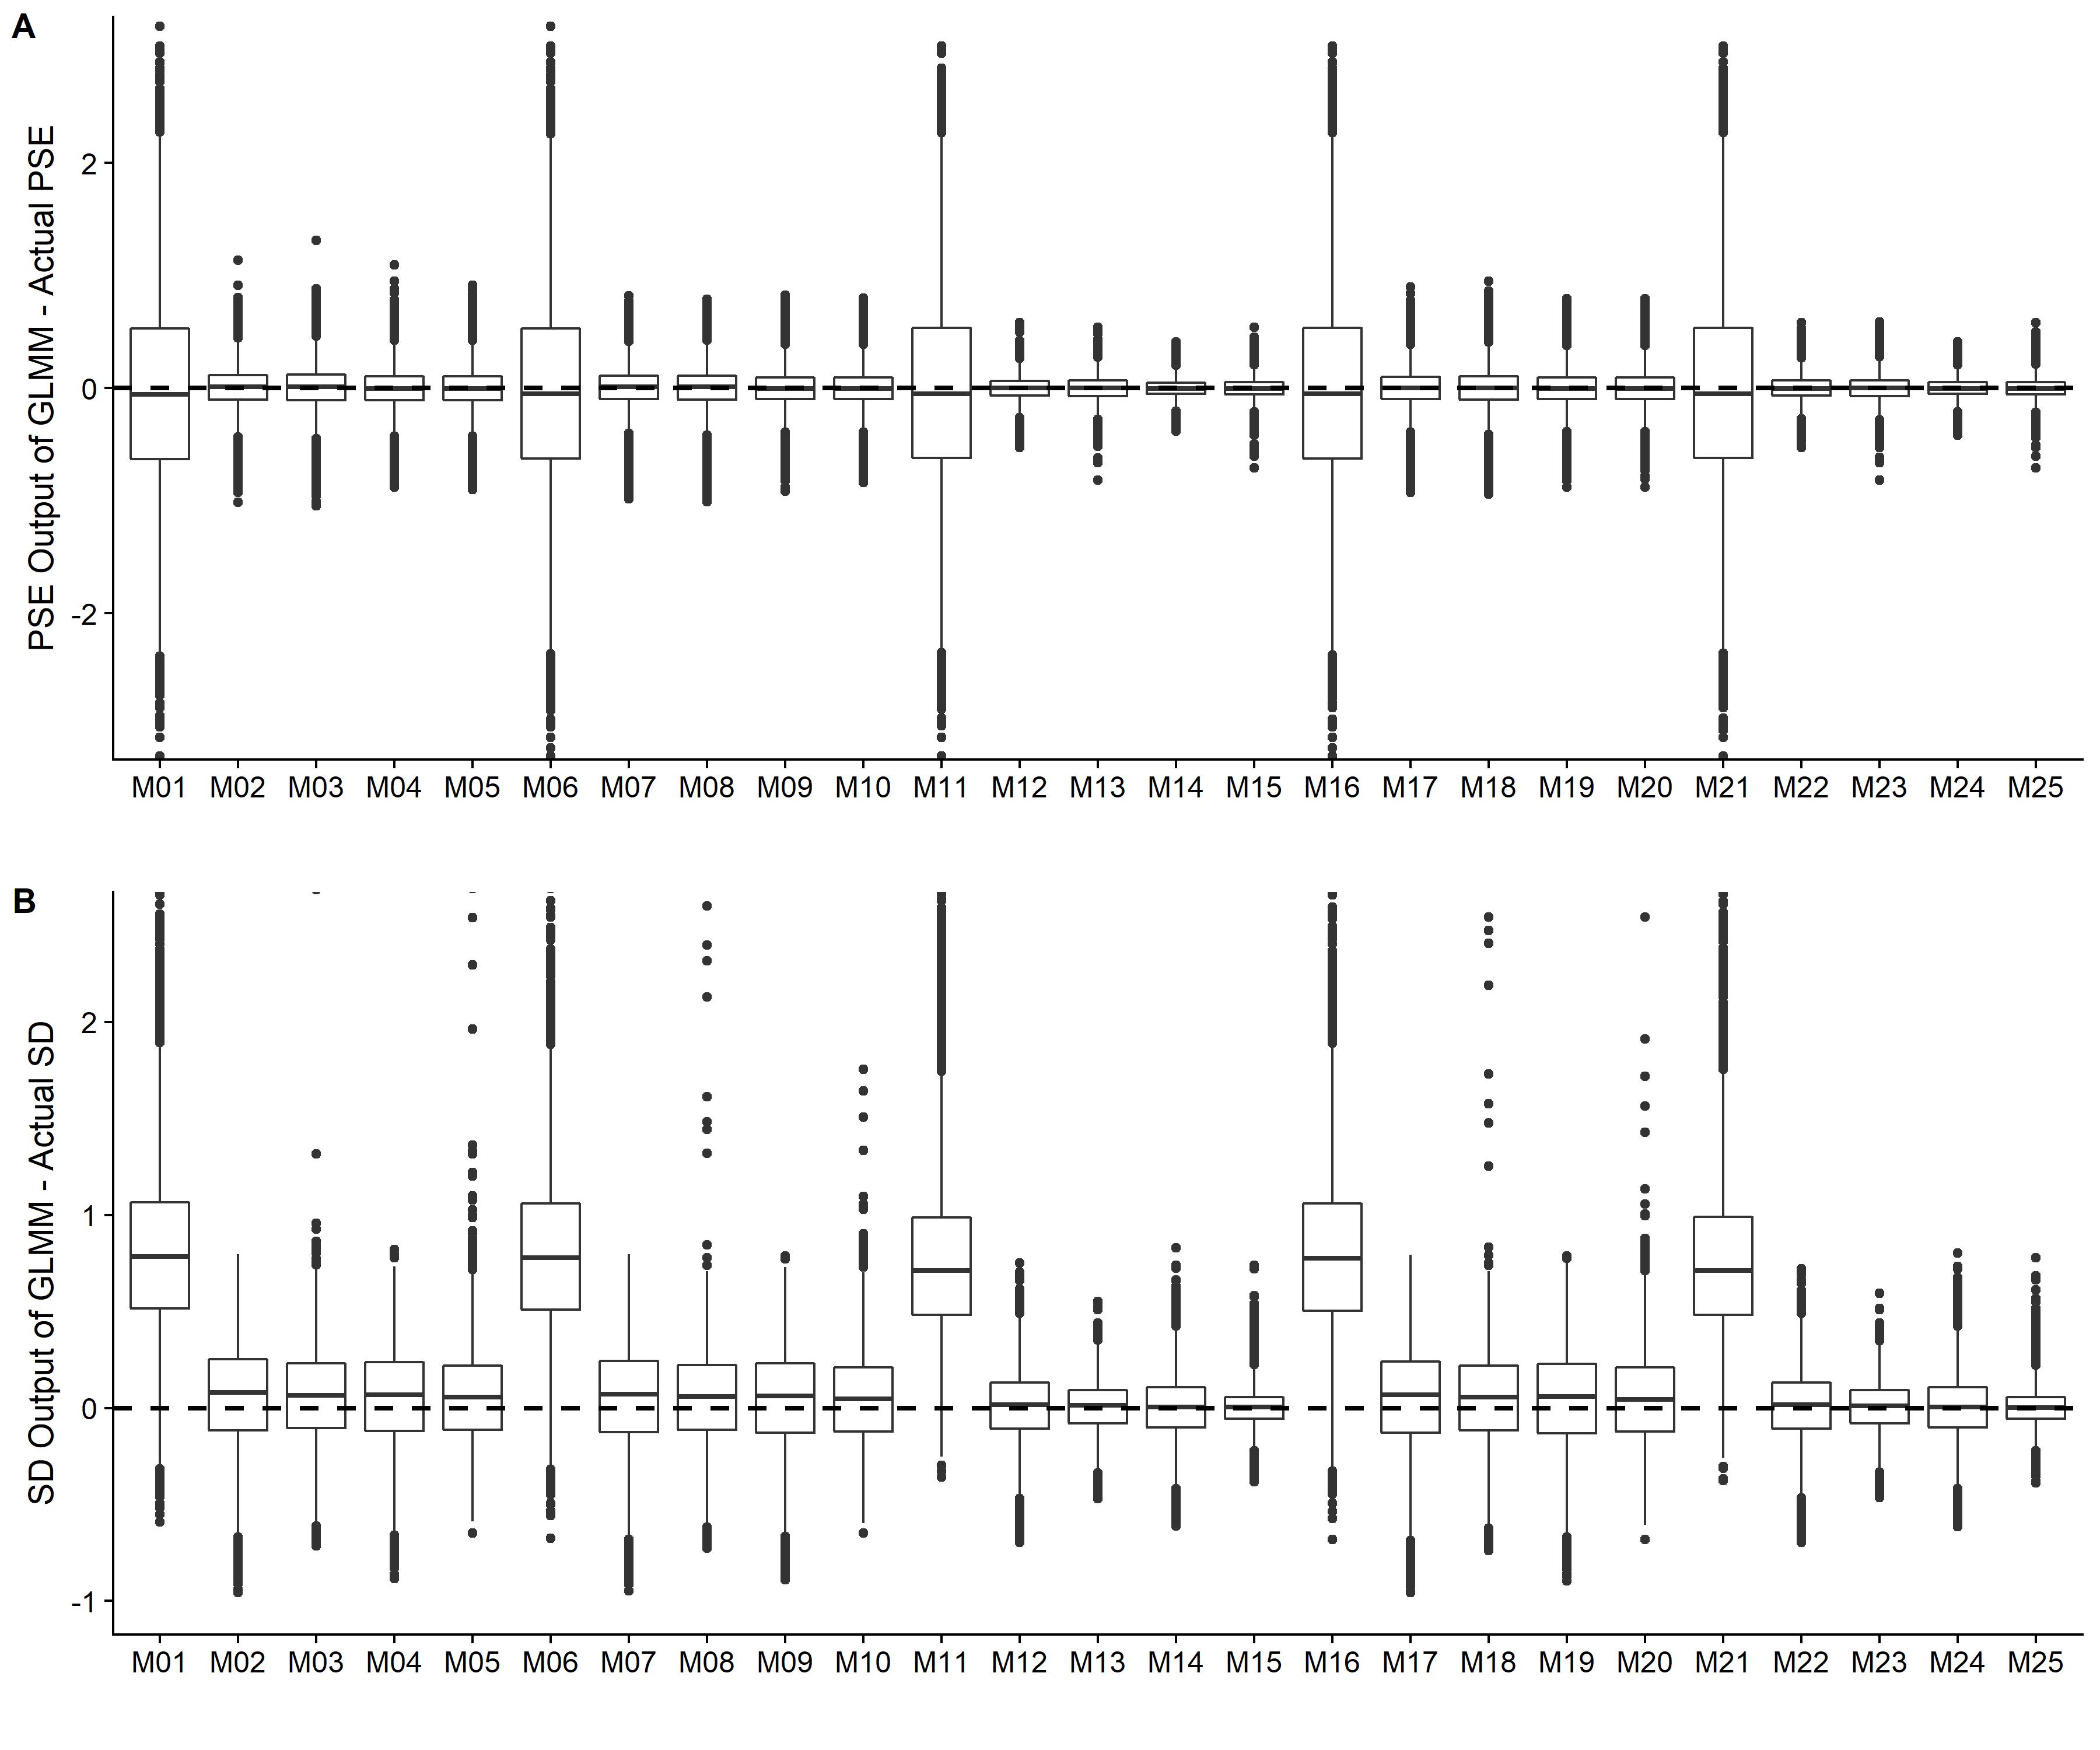 A
PSE Output of GLMM - Actual PSE
2
0
-2
M01 M02 M03 M04 M05 M06 M07 M08 M09 M10 M11 M12 M13 M14 M15 M16 M17 M18 M19 M20 M21 M22 M23 M24 M25
B
SD Output of GLMM - Actual SD
2
1
0
-1
M01 M02 M03 M04 M05 M06 M07 M08 M09 M10 M11 M12 M13 M14 M15 M16 M17 M18 M19 M20 M21 M22 M23 M24 M25